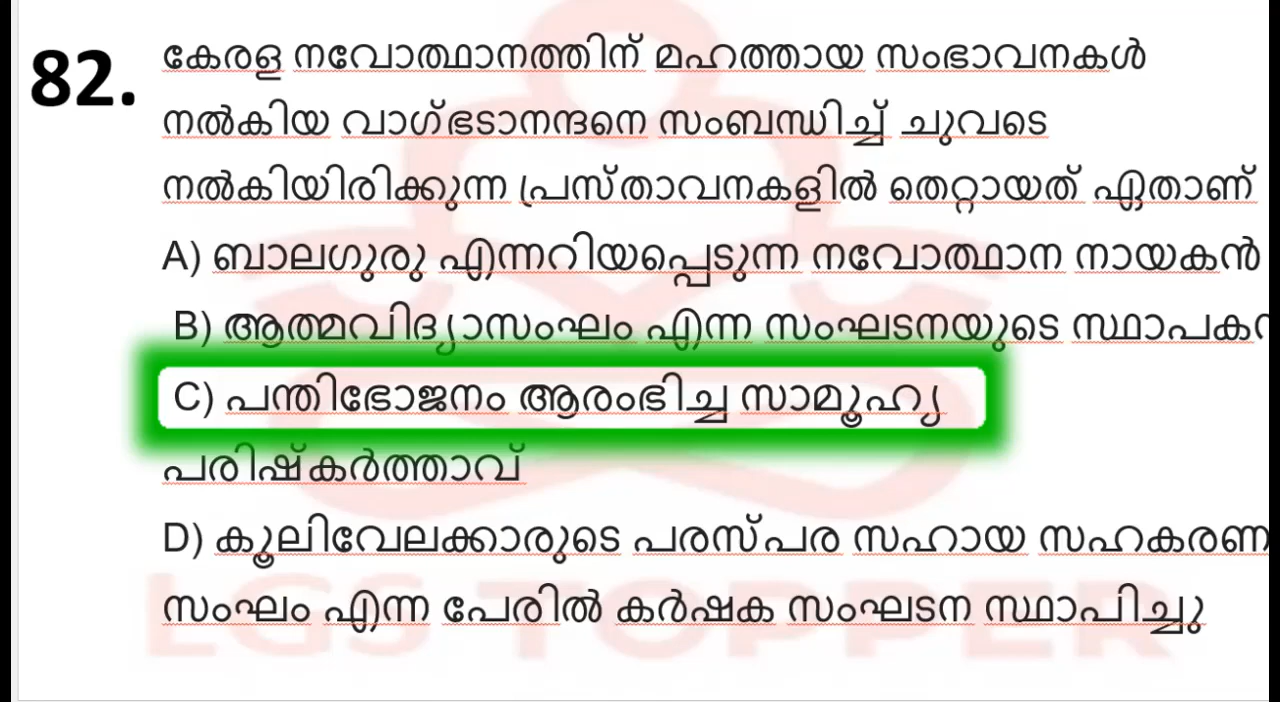 82.
കേരള നവോത്ഥാനത്തിന് മഹത്തായ സംഭാവനകൾ
നൽകിയ വാഗ്ഭടാനന്ദനെ സംബന്ധിച്ച് ചുവടെ
നൽകിയിരിക്കുന്ന പ്രസ്താവനകളിൽ തെറ്റായത് ഏതാണ്
A) ബാലഗുരു എന്നറിയപ്പെടുന്ന നവോത്ഥാന നായകൻ
B) ആത്മവിദ്യാസംഘം എന്ന സംഘടനയുടെ
C) പന്തിഭോജനം ആരംഭിച്ച സാമൂഹ്യ
പരിഷ്കർത്താവ്
D) കൂലിവേലക്കാരുടെ പരസ്പര സഹായ സഹകരണ
സംഘം എന്ന പേരിൽ കർഷക സംഘടന സ്ഥാപിച്ചു
LGS TOPPER